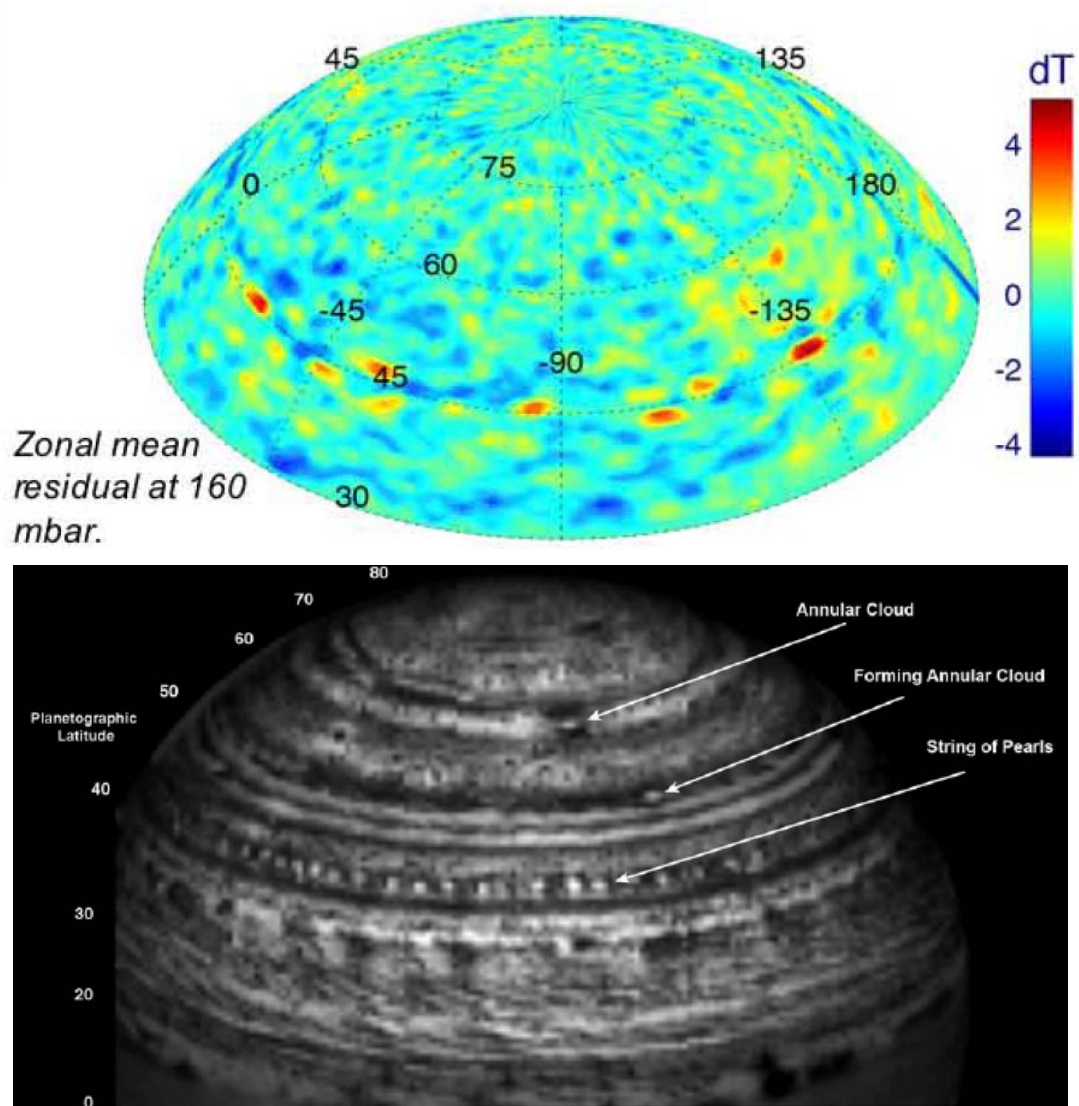 45
135
dT
4
75
0
180
2
60
0
-45
-135
-90
-2
45
-4
Zonal mean
residual at 160
mbar.
30
80
70
Annular Cloud
60
Forming Annular Cloud
50
Planetographic
Latitude
String of Pearls
40
30
20
0